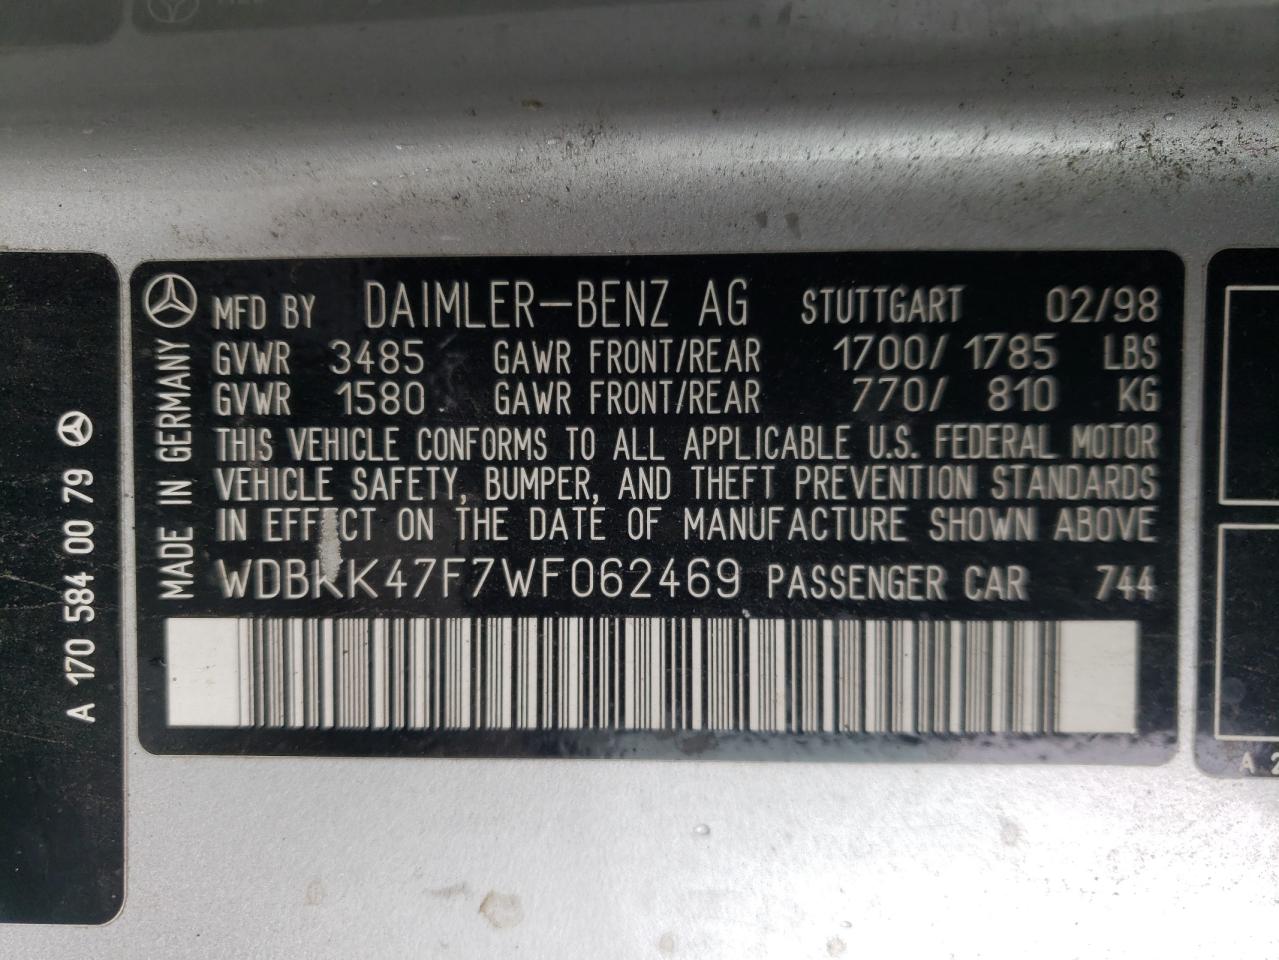 A 170 584 00 79
MADE IN GERMANY
MFD BY DAIMLER-BENZ AG STUTTGART 02/98
GVWR 3485 GAWR FRONT/REAR 1700/ 1785 LBS
GVWR 1580 GAWR FRONT/REAR 770/ 810 KG
THIS VEHICLE CONFORMS TO ALL APPLICABLE U.S. FEDERAL MOTOR
VEHICLE SAFETY, BUMPER, AND THEFT PREVENTION STANDARDS
IN EFFECT ON THE DATE OF MANUFACTURE SHOWN ABOVE
WDBKK47F7WF062469 PASSENGER CAR 744
A 2